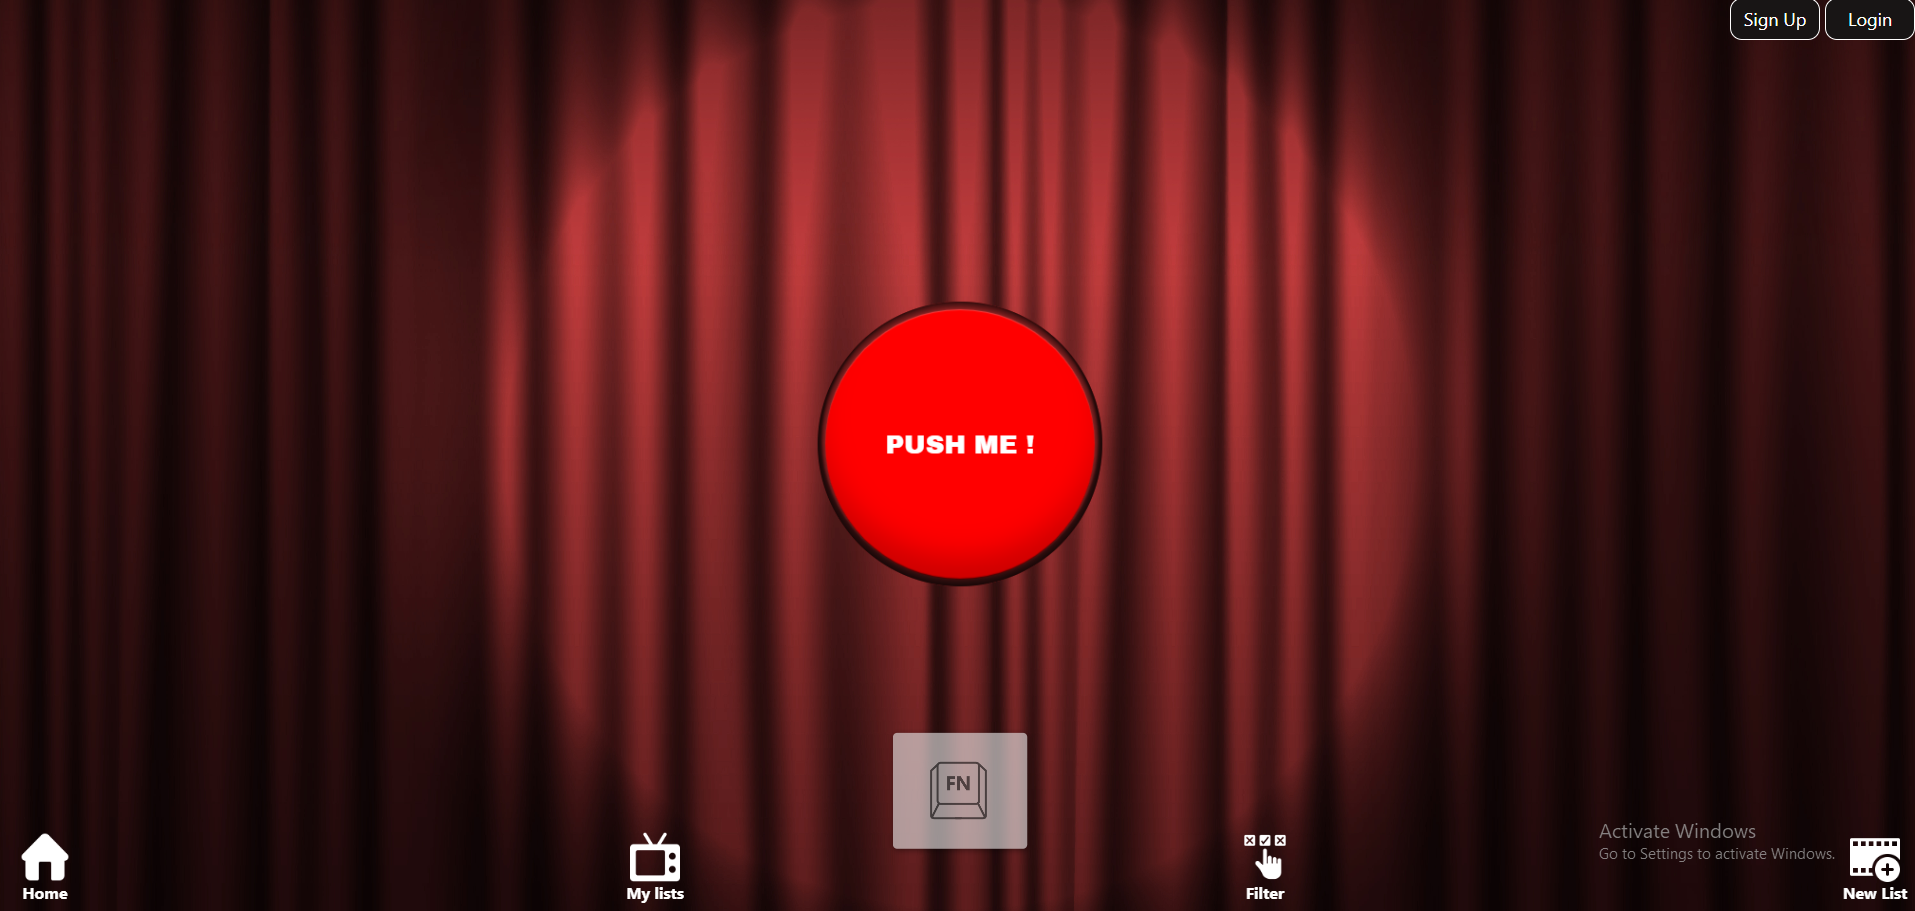 Sign Up
Login
PUSH ME !
FN
Activate Windows
Go to Settings to activate Windows.
Home
My lists
Filter
New List